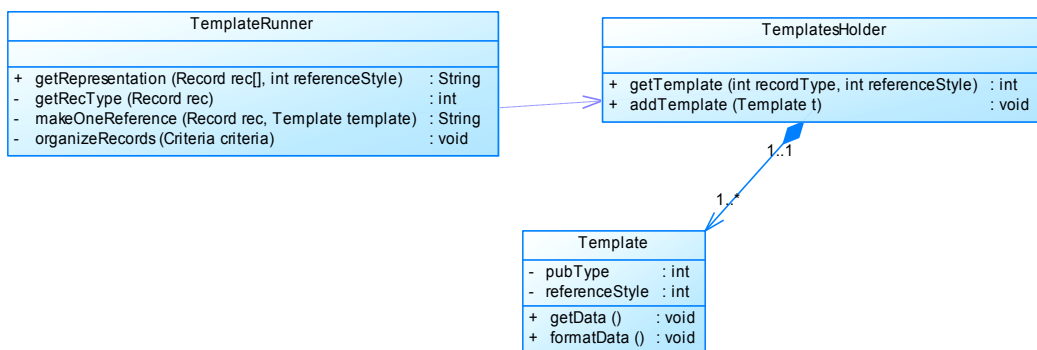 TemplateRunner
+ getRepresentation (Record rec[], int referenceStyle) : String
- getRecType (Record rec) : int
- makeOneReference (Record rec, Template template) : String
- organizeRecords (Criteria criteria) : void
TemplatesHolder
+ getTemplate (int recordType, int referenceStyle) : int
+ addTemplate (Template t) : void
1..1
1..*
Template
- pubType : int
- referenceStyle : int
+ getData () : void
+ formatData () : void